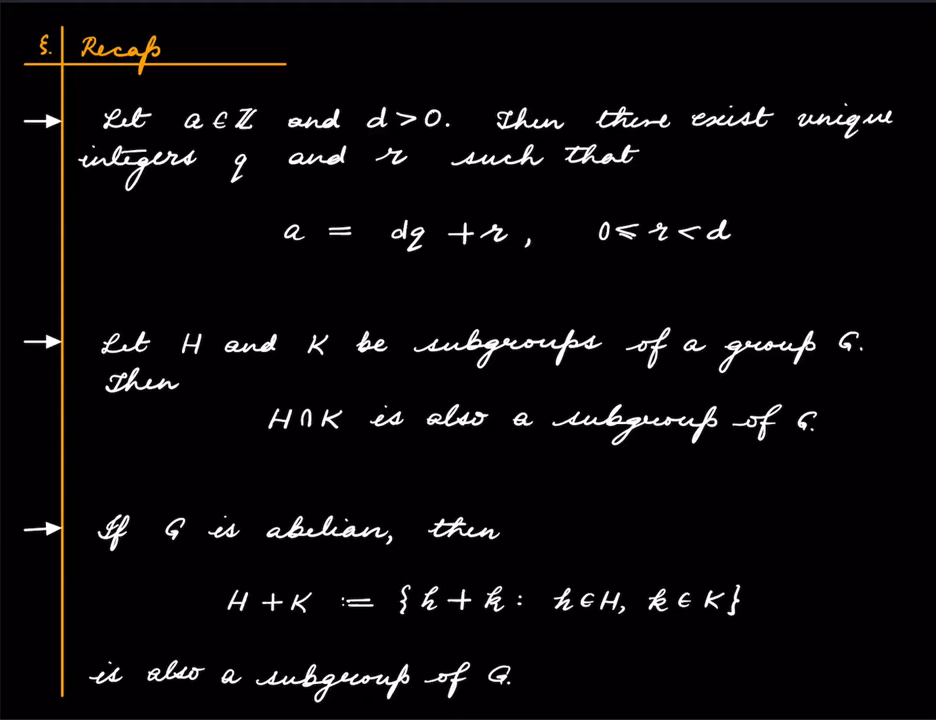 §. Recap
→ Let a ∈ ℤ and d > 0. Then there exist unique
integers q and r such that
a = dq + r, 0 ≤ r < d
→ Let H and K be subgroups of a group G.
Then
H ∩ K is also a subgroup of G.
→ If G is abelian, then
H + K := {h + k : h ∈ H, k ∈ K}
is also a subgroup of G.